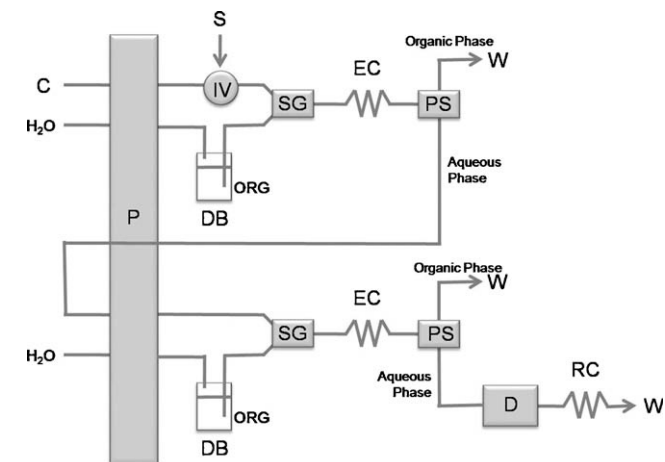 S
Organic Phase
W
EC
C
IV
SG
PS
H₂O
Aqueous
Phase
ORG
DB
P
Organic Phase
W
EC
SG
PS
H₂O
Aqueous
Phase
RC
ORG
D
W
DB